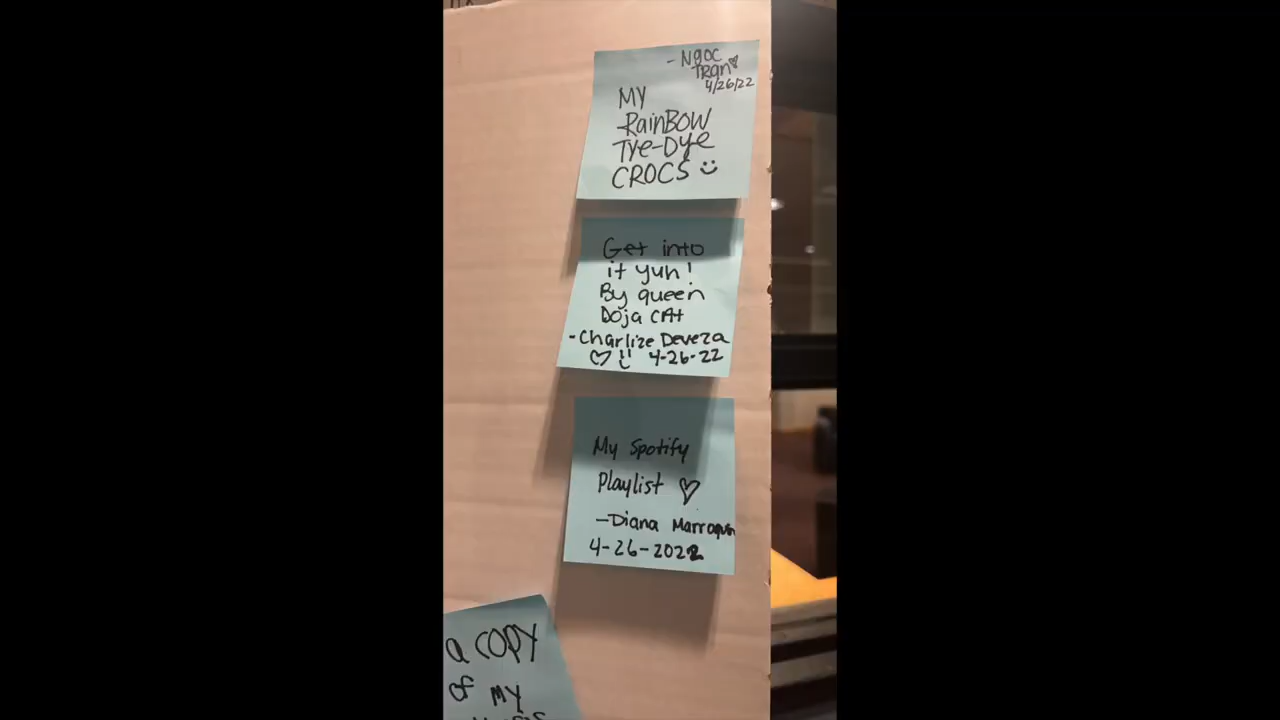 - Ngoc
Tran
4/26/22
MY
RainBOW
TYe-DYe
CROCS
Get into
it yuh!
By queen
Doja CAt
-Charlize Deveza
4-26-22
My Spotify
Playlist
-Diana
4-26-2022
a COPY
of MY